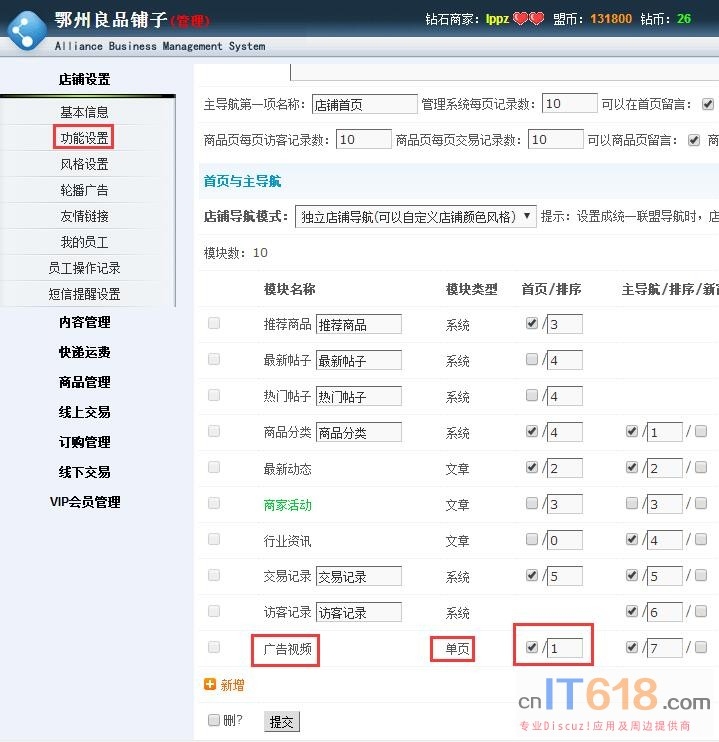 鄂州良品铺子(管理)
钻石商家：lppz 盟币：131800 钻币：26
Alliance Business Management System
店铺设置
基本信息
功能设置
风格设置
轮播广告
友情链接
我的员工
员工操作记录
短信提醒设置
内容管理
快递运费
商品管理
线上交易
订购管理
线下交易
VIP会员管理
主导航第一项名称：店铺首页 管理系统每页记录数：10 可以在首页留言：
商品页每页访客记录数：10 商品页每页交易记录数：10 可以商品页留言： 商
首页与主导航
店铺导航模式：独立店铺导航(可以自定义店铺颜色风格) 提示：设置成统一联盟导航时，店
模块数：10
模块名称 模块类型 首页/排序 主导航/排序/新窗
推荐商品 推荐商品 系统 /3
最新帖子 最新帖子 系统 /4
热门帖子 热门帖子 系统 /4
商品分类 商品分类 系统 /4 /1 /
最新动态 文章 /2 /2 /
商家活动 文章 /3 /3 /
行业资讯 文章 /0 /4 /
交易记录 交易记录 系统 /5 /5 /
访客记录 访客记录 系统 /6 /
广告视频 单页 /1 /7 /
新增
删? 提交
cnIT618.com
专业Discuz!应用及周边提供商